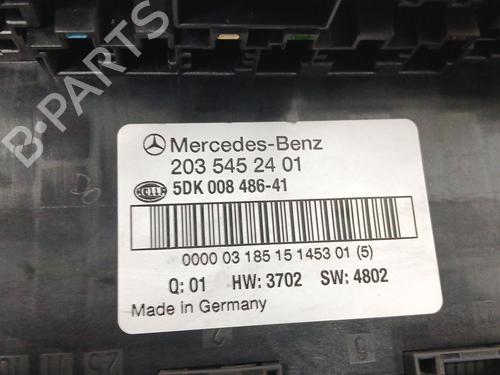 B-PARTS
Mercedes-Benz
203 545 24 01
HELLA 5DK 008 486-41
0000 03 185 15 1453 01 (5)
Q: 01 HW: 3702 SW: 4802
Made in Germany